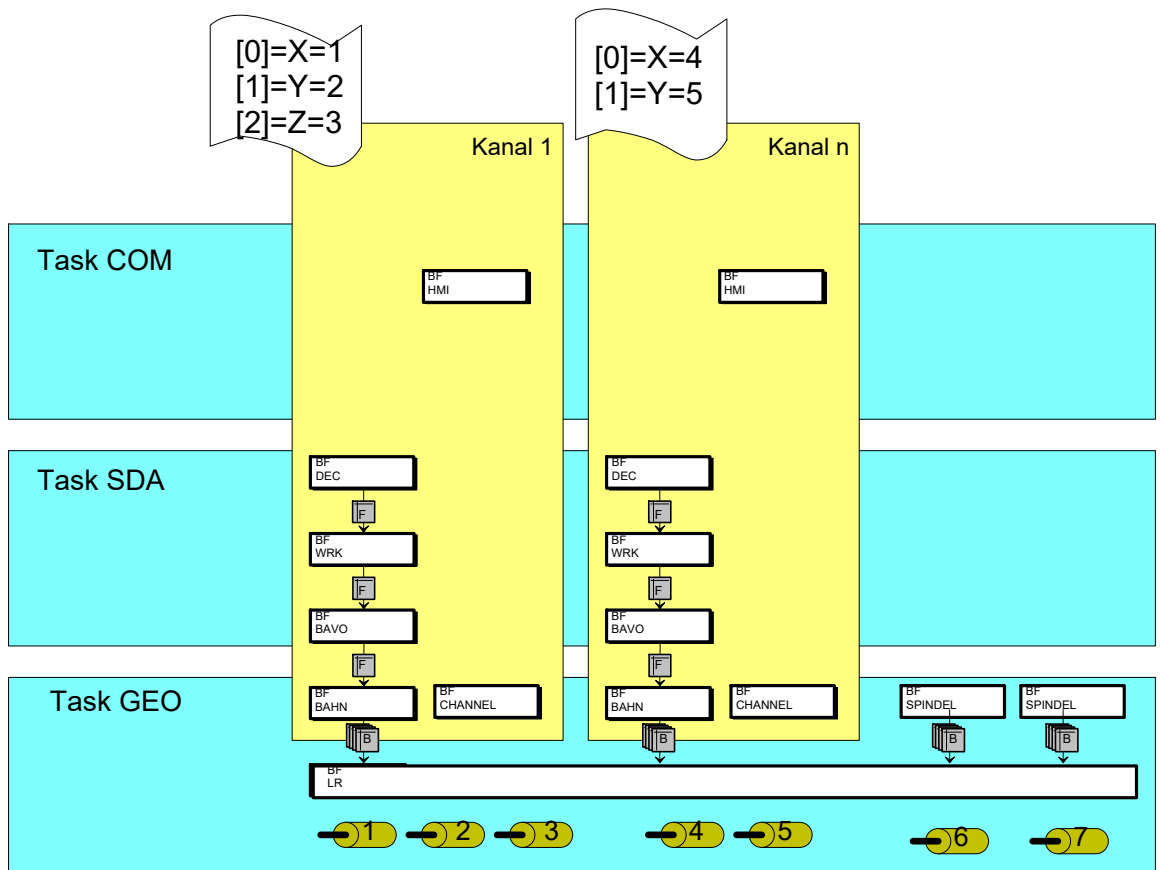 [0]=X=1
[1]=Y=2
[2]=Z=3
[0]=X=4
[1]=Y=5
Kanal 1
Kanal n
Task COM
BF
HMI
BF
HMI
Task SDA
BF
DEC
BF
DEC
F
F
BF
WRK
BF
WRK
F
F
BF
BAVO
BF
BAVO
F
F
Task GEO
BF
BAHN
BF
CHANNEL
BF
BAHN
BF
CHANNEL
BF
SPINDEL
BF
SPINDEL
B
B
B
B
BF
LR
1
2
3
4
5
6
7